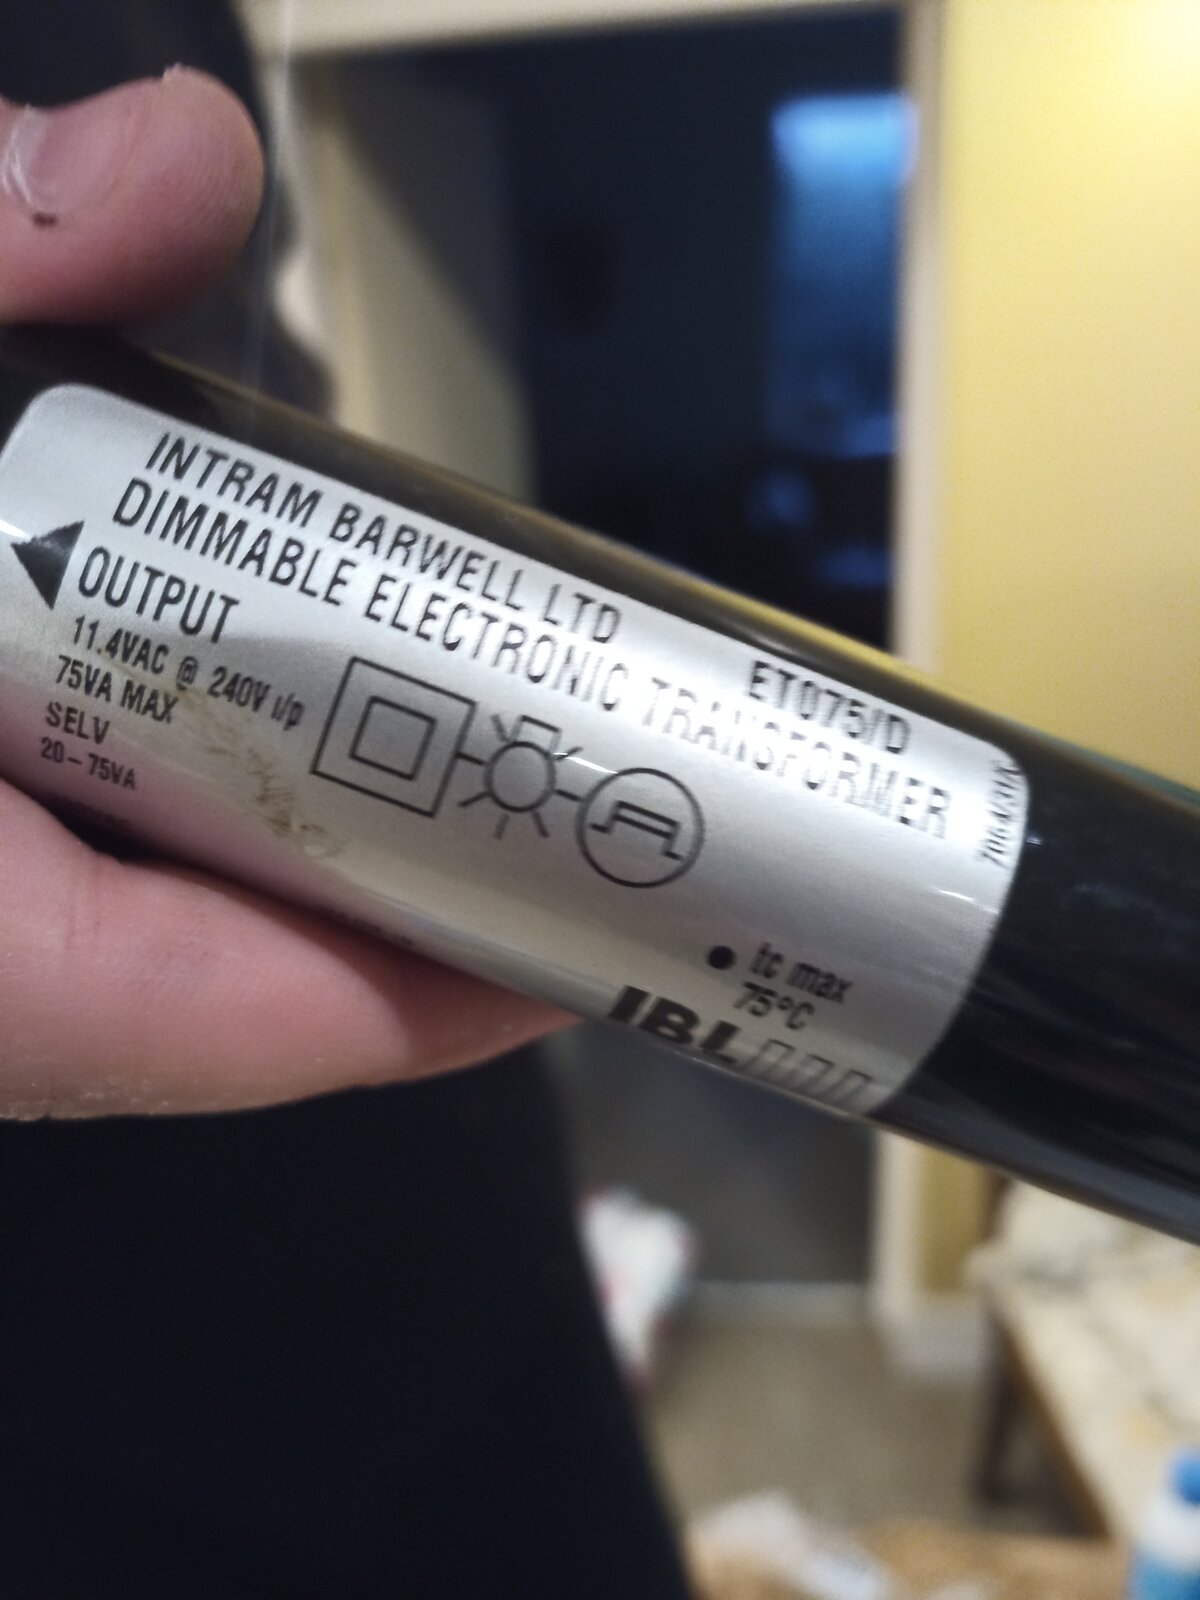 INTRAM BARWELL LTD
ET075/D
DIMMABLE ELECTRONIC TRANSFORMER
OUTPUT
11.4VAC @ 240V i/p
75VA MAX
SELV
20-75VA
tc max
75°C
IBL